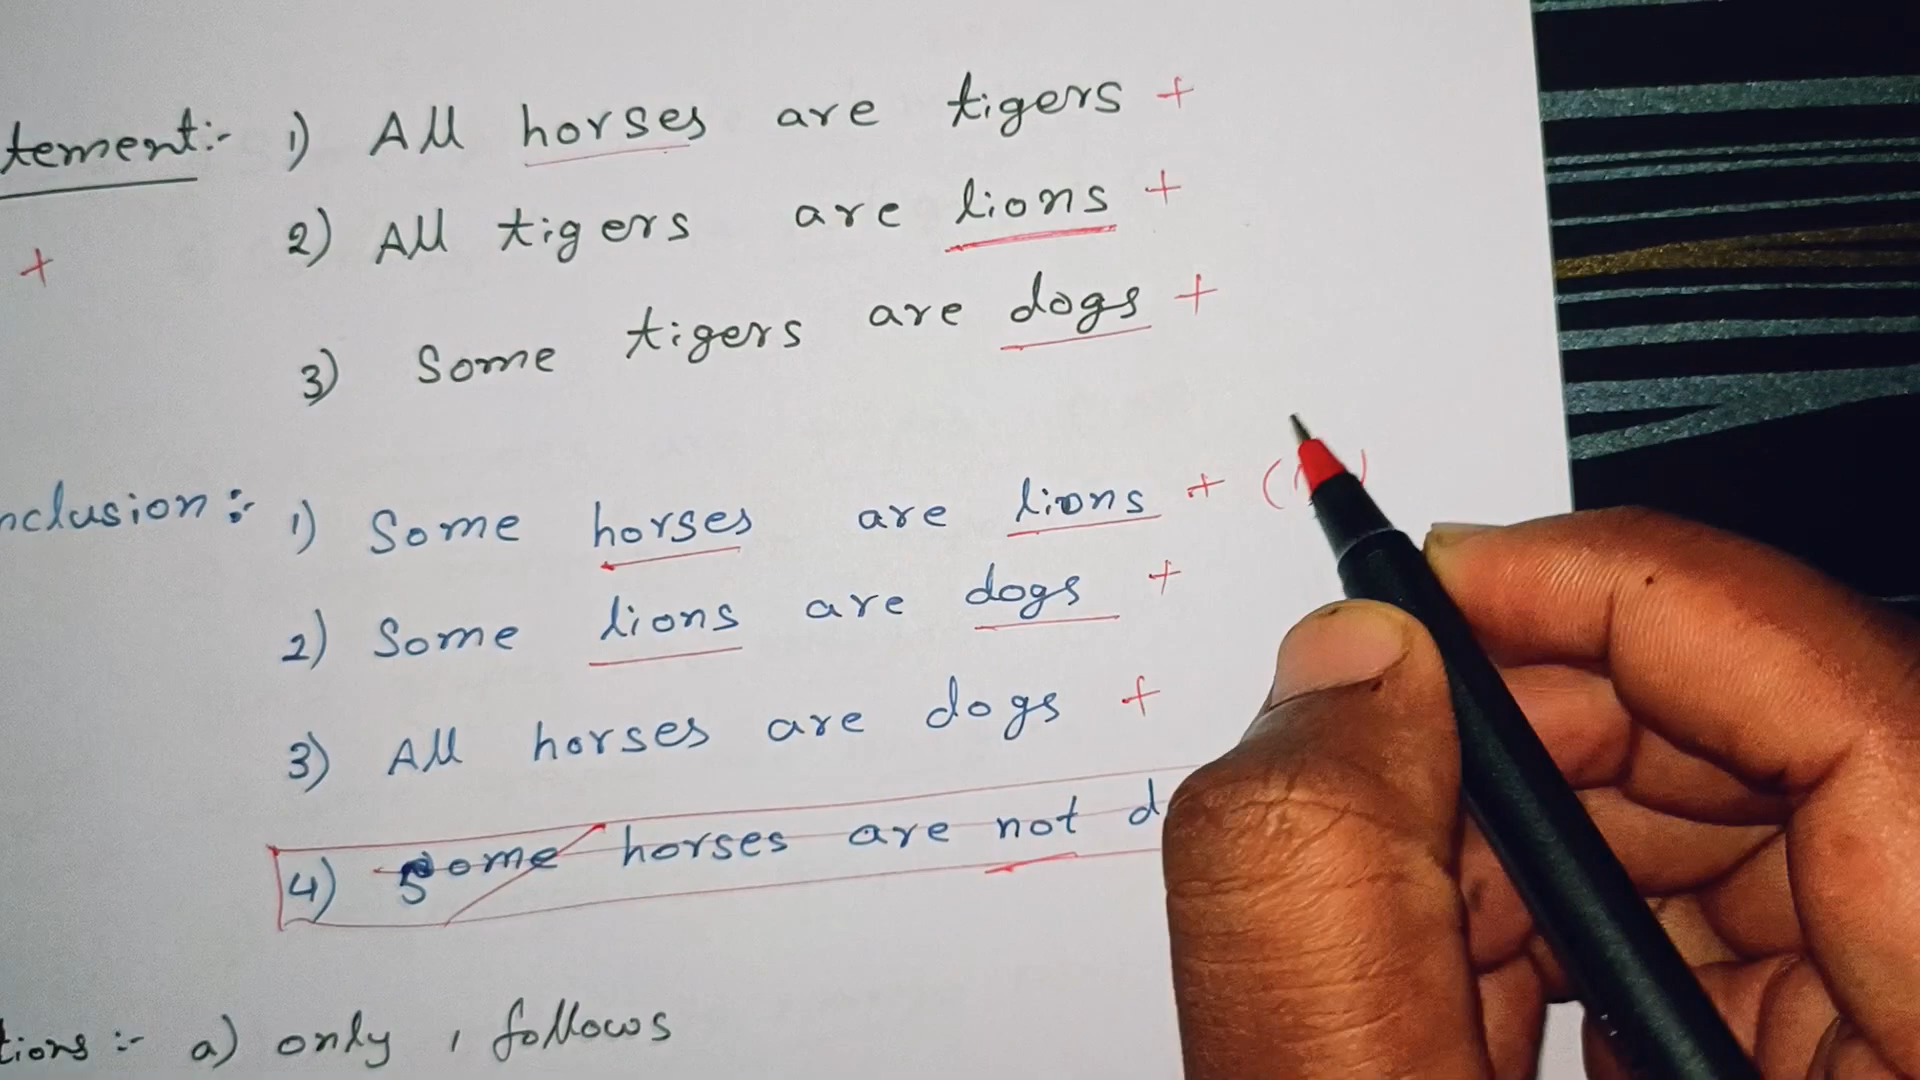 tement:- 1) All horses are tigers +
+ 2) All tigers are lions +
3) Some tigers are dogs +
nclusion :- 1) Some horses are lions + (
2) Some lions are dogs +
3) All horses are dogs +
4) Some horses are not d
tions :- a) only 1 follows